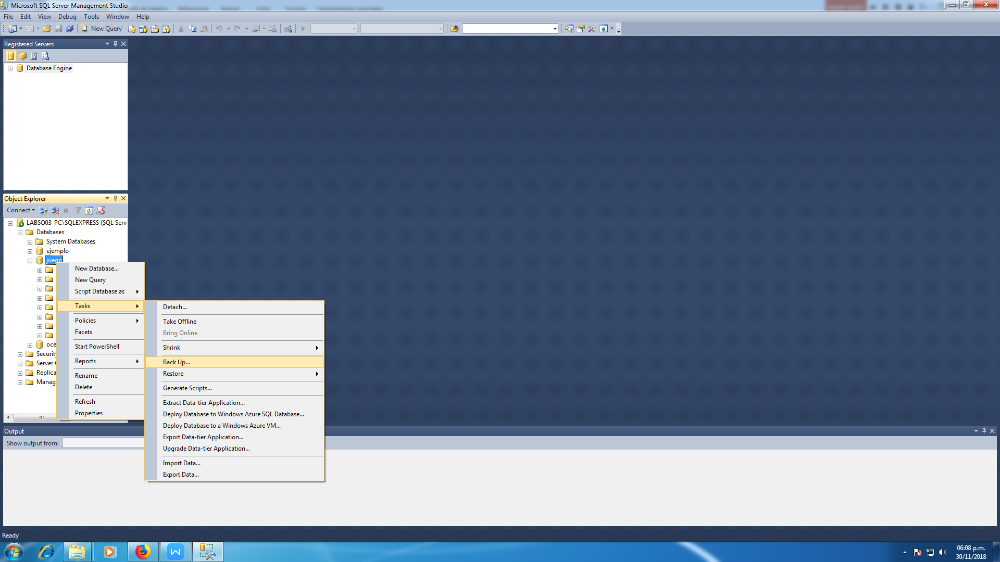 Microsoft SQL Server Management Studio
File Edit View Debug Tools Window Help
New Query
Registered Servers
Database Engine
Object Explorer
Connect
LABSO03-PC\SQLEXPRESS (SQL Serv
Databases
System Databases
ejemplo
juego
oce
Security
Server
Replica
Manag
New Database...
New Query
Script Database as
Tasks
Policies
Facets
Start PowerShell
Reports
Rename
Delete
Refresh
Properties
Detach...
Take Offline
Bring Online
Shrink
Back Up...
Restore
Generate Scripts...
Extract Data-tier Application...
Deploy Database to Windows Azure SQL Database...
Deploy Database to a Windows Azure VM...
Export Data-tier Application...
Upgrade Data-tier Application...
Import Data...
Export Data...
Output
Show output from:
Ready
06:08 p.m.
30/11/2018